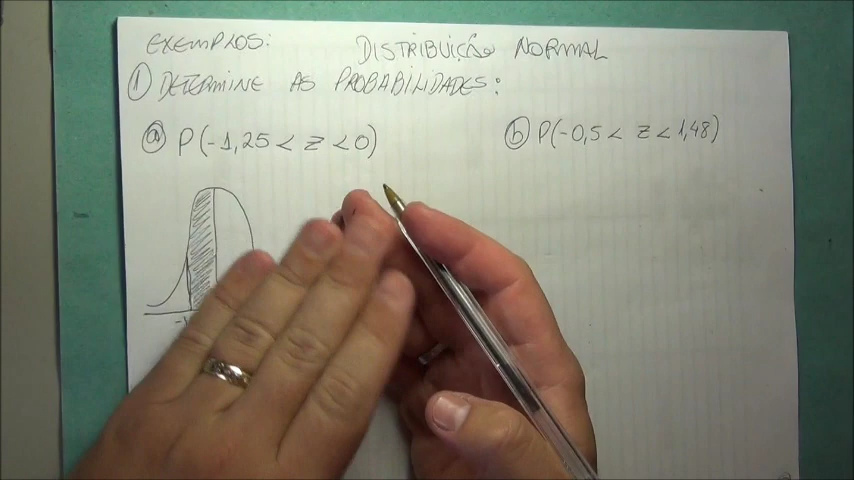 EXEMPLOS: DISTRIBUIÇÃO NORMAL
① DETERMINE AS PROBABILIDADES:
ⓐ P(-1,25 < Z < 0) ⓑ P(-0,5 < Z < 1,48)